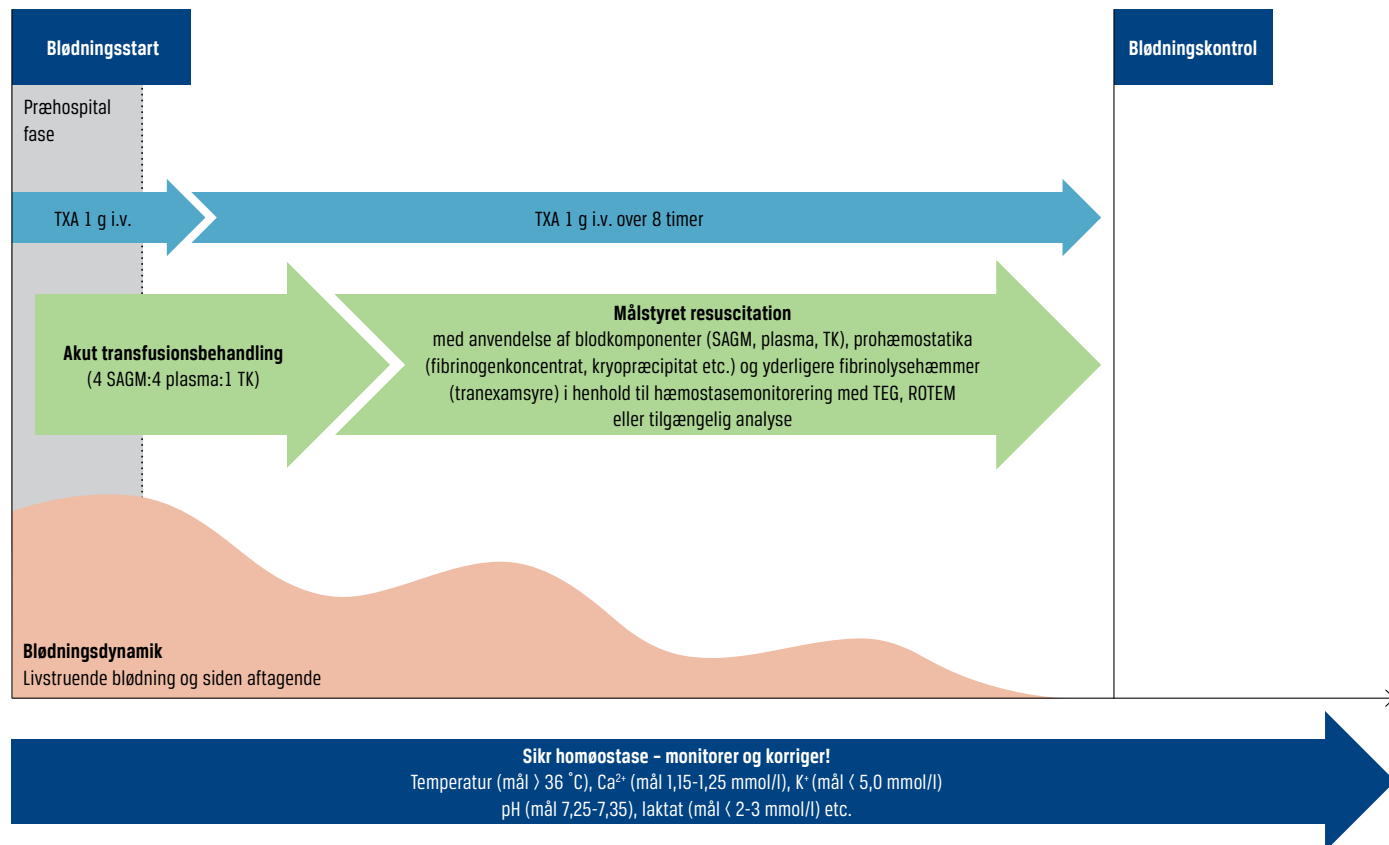 Blødningsstart
Blødningskontrol
Præhospital
fase
TXA 1 g i.v.
TXA 1 g i.v. over 8 timer
Akut transfusionsbehandling
(4 SAGM:4 plasma:1 TK)
Målstyret resuscitation
med anvendelse af blodkomponenter (SAGM, plasma, TK), prohæmostatika
(fibrinogenkoncentrat, kryopræcipitat etc.) og yderligere fibrinolysehæmmer
(tranexamsyre) i henhold til hæmostasemonitorering med TEG, ROTEM
eller tilgængelig analyse
Blødningsdynamik
Livstruende blødning og siden aftagende
Sikr homøostase – monitorer og korriger!
Temperatur (mål > 36 °C), Ca²⁺ (mål 1,15-1,25 mmol/l), K⁺ (mål < 5,0 mmol/l)
pH (mål 7,25-7,35), laktat (mål < 2-3 mmol/l) etc.